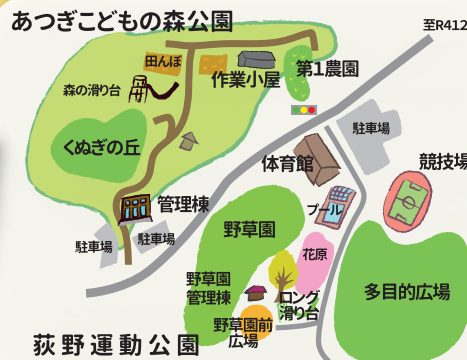 あつぎこどもの森公園
至R412
田んぼ
作業小屋
第1農園
森の滑り台
くぬぎの丘
駐車場
体育館
競技場
管理棟
プール
駐車場
駐車場
野草園
花原
野草園
管理棟
ロング
滑り台
多目的広場
野草園前
広場
荻野運動公園